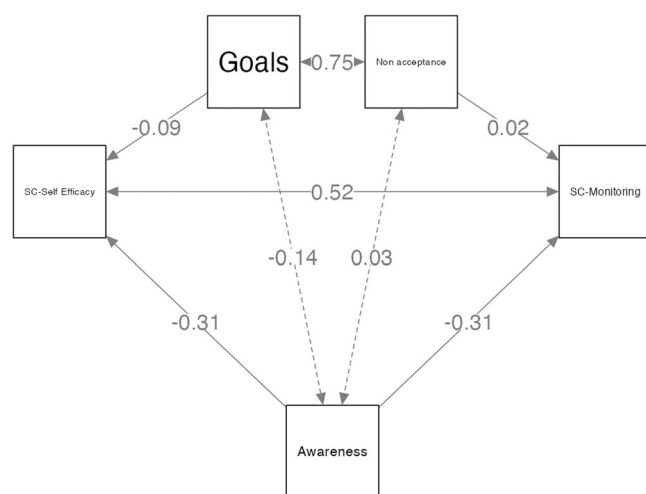 Goals
0.75
Non acceptance
-0.09
0.02
SC-Self Efficacy
0.52
SC-Monitoring
-0.14
0.03
-0.31
-0.31
Awareness